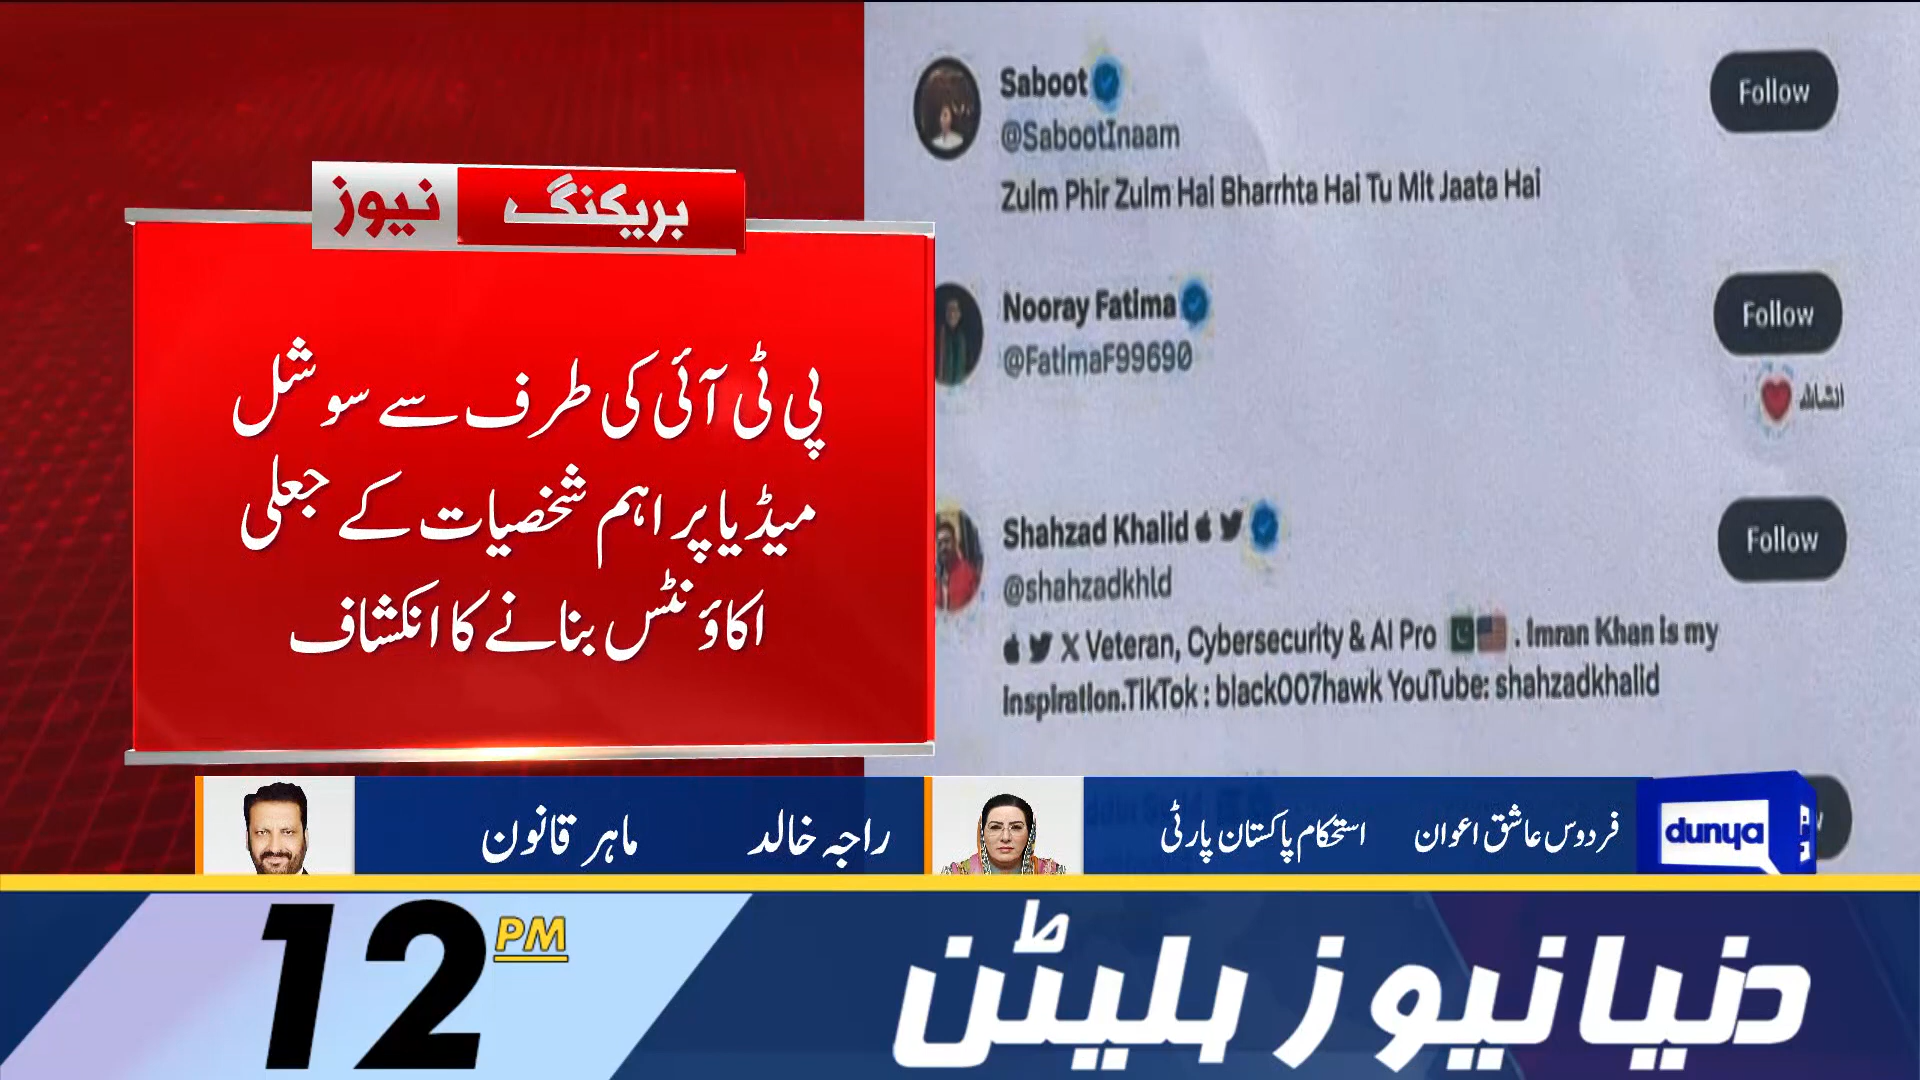 بریکنگ نیوز
پی ٹی آئی کی طرف سے سوشل
میڈیا پر اہم شخصیات کے جعلی
اکاؤنٹس بنانے کا انکشاف
Saboot
@SabootInaam
Follow
Zulm Phir Zulm Hai Bharrhta Hai Tu Mit Jaata Hai
Nooray Fatima
@FatimaF99690
Follow
انشاللہ
Shahzad Khalid
@shahzadkhld
Follow
X Veteran, Cybersecurity & AI Pro . Imran Khan is my
inspiration.TikTok : black007hawk YouTube: shahzadkhalid
فردوس عاشق اعوان استحکام پاکستان پارٹی
راجہ خالد ماہر قانون
dunya
12 PM
دنیا نیوز بلیٹن